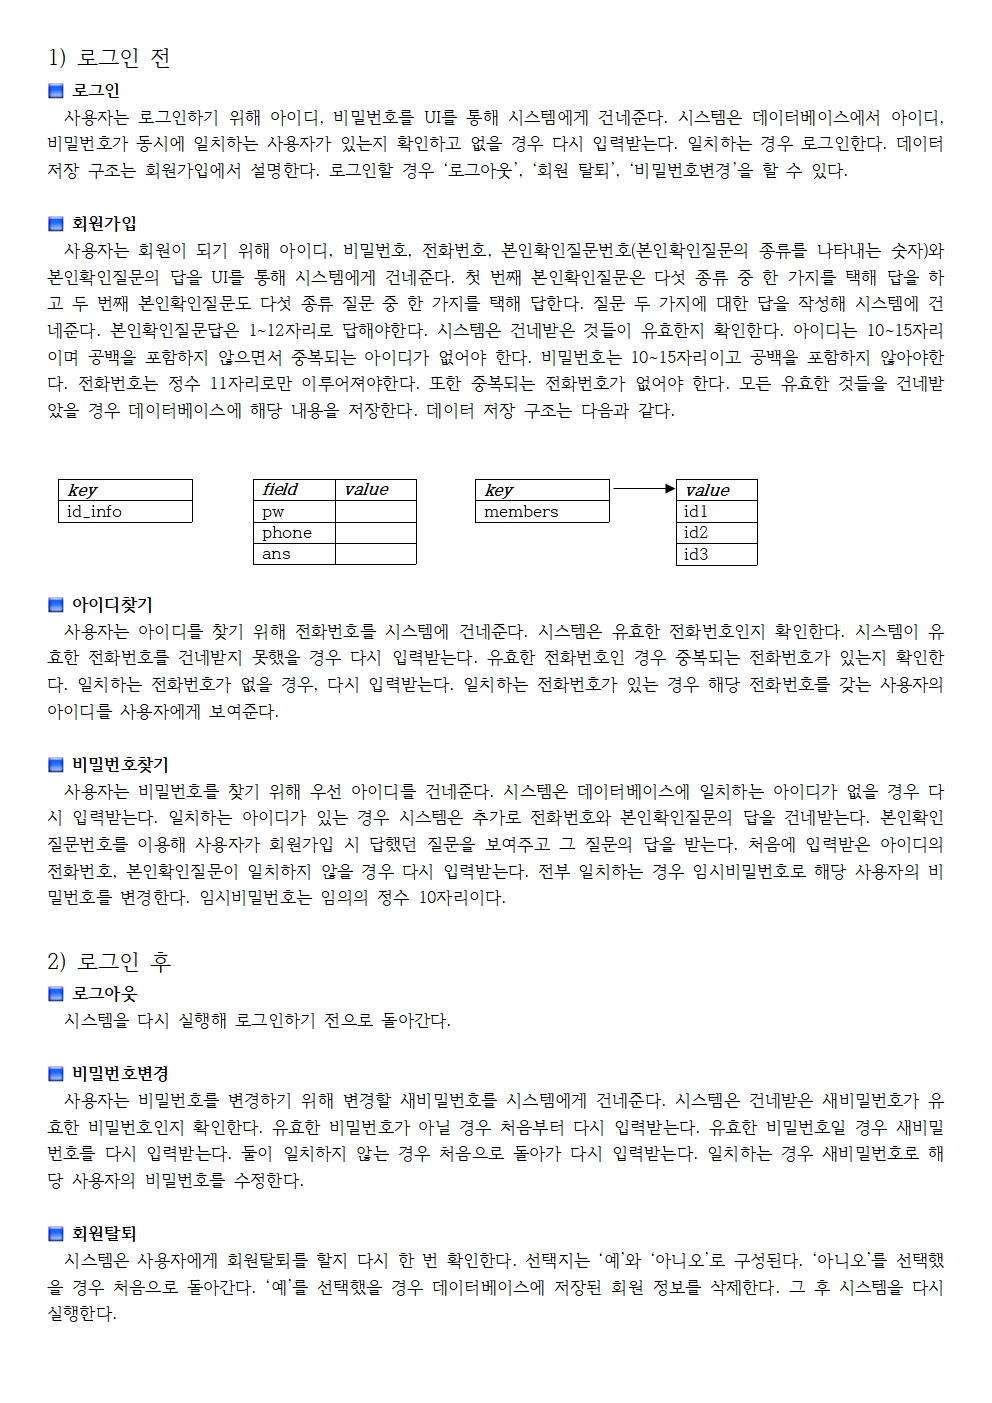 1) 로그인 전
로그인
사용자는 로그인하기 위해 아이디, 비밀번호를 UI를 통해 시스템에게 건네준다. 시스템은 데이터베이스에서 아이디,
비밀번호가 동시에 일치하는 사용자가 있는지 확인하고 없을 경우 다시 입력받는다. 일치하는 경우 로그인한다. 데이터
저장 구조는 회원가입에서 설명한다. 로그인할 경우 ‘로그아웃’, ‘회원 탈퇴’, ‘비밀번호변경’을 할 수 있다.
회원가입
사용자는 회원이 되기 위해 아이디, 비밀번호, 전화번호, 본인확인질문번호(본인확인질문의 종류를 나타내는 숫자)와
본인확인질문의 답을 UI를 통해 시스템에게 건네준다. 첫 번째 본인확인질문은 다섯 종류 중 한 가지를 택해 답을 하
고 두 번째 본인확인질문도 다섯 종류 질문 중 한 가지를 택해 답한다. 질문 두 가지에 대한 답을 작성해 시스템에 건
네준다. 본인확인질문답은 1~12자리로 답해야한다. 시스템은 건네받은 것들이 유효한지 확인한다. 아이디는 10~15자리
이며 공백을 포함하지 않으면서 중복되는 아이디가 없어야 한다. 비밀번호는 10~15자리이고 공백을 포함하지 않아야한
다. 전화번호는 정수 11자리로만 이루어져야한다. 또한 중복되는 전화번호가 없어야 한다. 모든 유효한 것들을 건네받
았을 경우 데이터베이스에 해당 내용을 저장한다. 데이터 저장 구조는 다음과 같다.
key
id_info
field value
pw
phone
ans
key
members
value
id1
id2
id3
아이디찾기
사용자는 아이디를 찾기 위해 전화번호를 시스템에 건네준다. 시스템은 유효한 전화번호인지 확인한다. 시스템이 유
효한 전화번호를 건네받지 못했을 경우 다시 입력받는다. 유효한 전화번호인 경우 중복되는 전화번호가 있는지 확인한
다. 일치하는 전화번호가 없을 경우, 다시 입력받는다. 일치하는 전화번호가 있는 경우 해당 전화번호를 갖는 사용자의
아이디를 사용자에게 보여준다.
비밀번호찾기
사용자는 비밀번호를 찾기 위해 우선 아이디를 건네준다. 시스템은 데이터베이스에 일치하는 아이디가 없을 경우 다
시 입력받는다. 일치하는 아이디가 있는 경우 시스템은 추가로 전화번호와 본인확인질문의 답을 건네받는다. 본인확인
질문번호를 이용해 사용자가 회원가입 시 답했던 질문을 보여주고 그 질문의 답을 받는다. 처음에 입력받은 아이디의
전화번호, 본인확인질문이 일치하지 않을 경우 다시 입력받는다. 전부 일치하는 경우 임시비밀번호로 해당 사용자의 비
밀번호를 변경한다. 임시비밀번호는 임의의 정수 10자리이다.
2) 로그인 후
로그아웃
시스템을 다시 실행해 로그인하기 전으로 돌아간다.
비밀번호변경
사용자는 비밀번호를 변경하기 위해 변경할 새비밀번호를 시스템에게 건네준다. 시스템은 건네받은 새비밀번호가 유
효한 비밀번호인지 확인한다. 유효한 비밀번호가 아닐 경우 처음부터 다시 입력받는다. 유효한 비밀번호일 경우 새비밀
번호를 다시 입력받는다. 둘이 일치하지 않는 경우 처음으로 돌아가 다시 입력받는다. 일치하는 경우 새비밀번호로 해
당 사용자의 비밀번호를 수정한다.
회원탈퇴
시스템은 사용자에게 회원탈퇴를 할지 다시 한 번 확인한다. 선택지는 ‘예’와 ‘아니오’로 구성된다. ‘아니오’를 선택했
을 경우 처음으로 돌아간다. ‘예’를 선택했을 경우 데이터베이스에 저장된 회원 정보를 삭제한다. 그 후 시스템을 다시
실행한다.